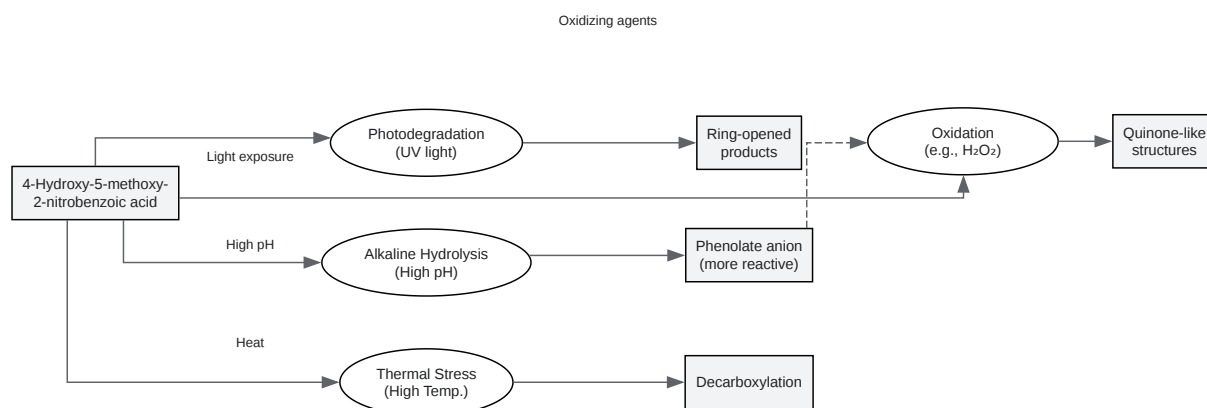 Oxidizing agents
Photodegradation
(UV light)
Ring-opened
products
Oxidation
(e.g., H₂O₂)
Quinone-like
structures
Light exposure
4-Hydroxy-5-methoxy-
2-nitrobenzoic acid
High pH
Alkaline Hydrolysis
(High pH)
Phenolate anion
(more reactive)
Heat
Thermal Stress
(High Temp.)
Decarboxylation